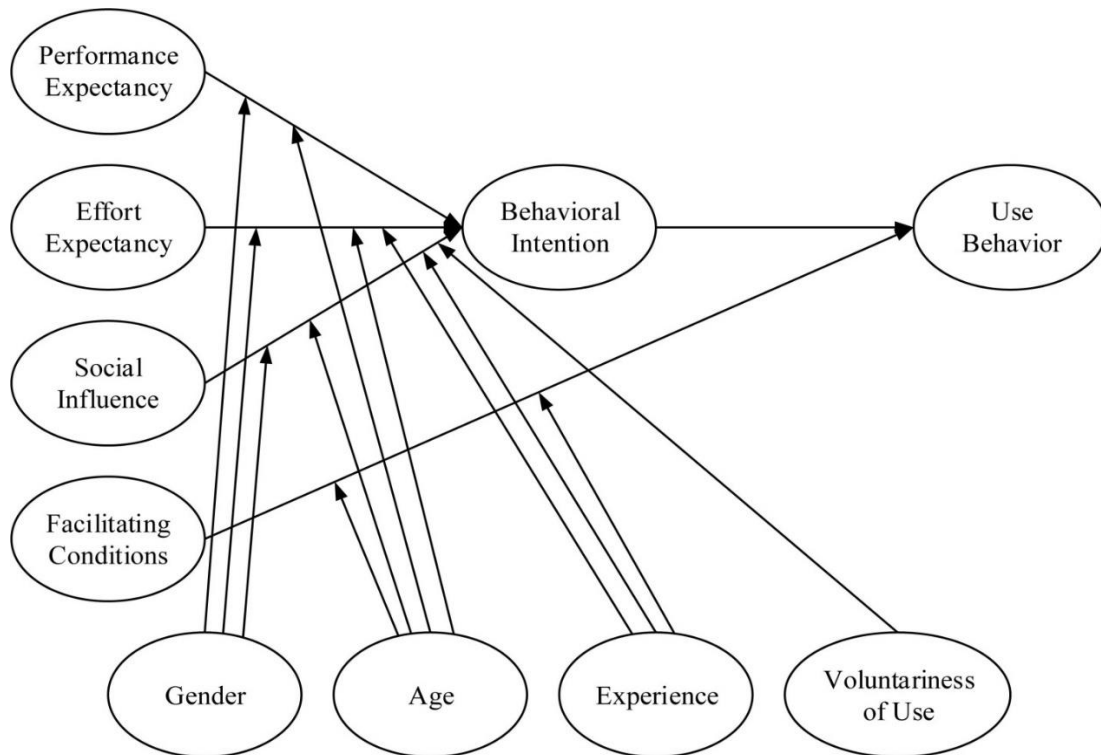 Performance
Expectancy
Effort
Expectancy
Behavioral
Intention
Use
Behavior
Social
Influence
Facilitating
Conditions
Gender
Age
Experience
Voluntariness
of Use